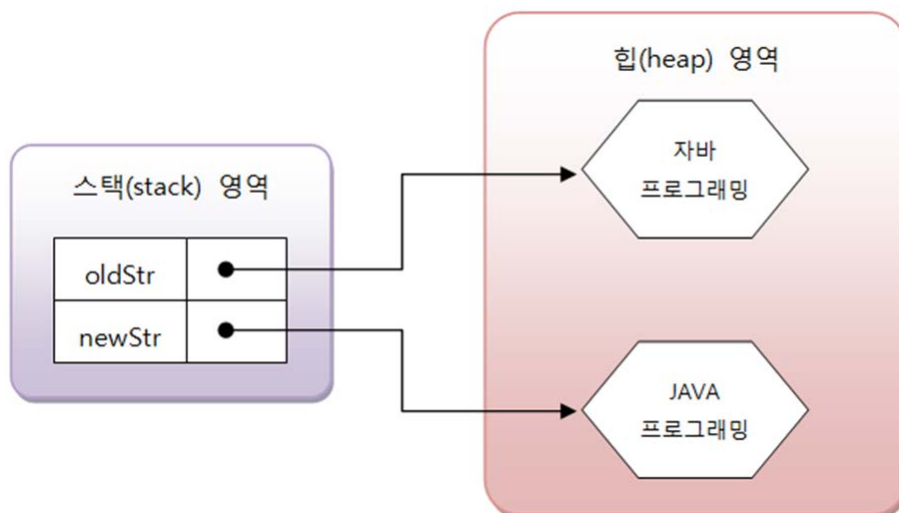 힙(heap) 영역
자바
프로그래밍
스택(stack) 영역
oldStr
newStr
JAVA
프로그래밍